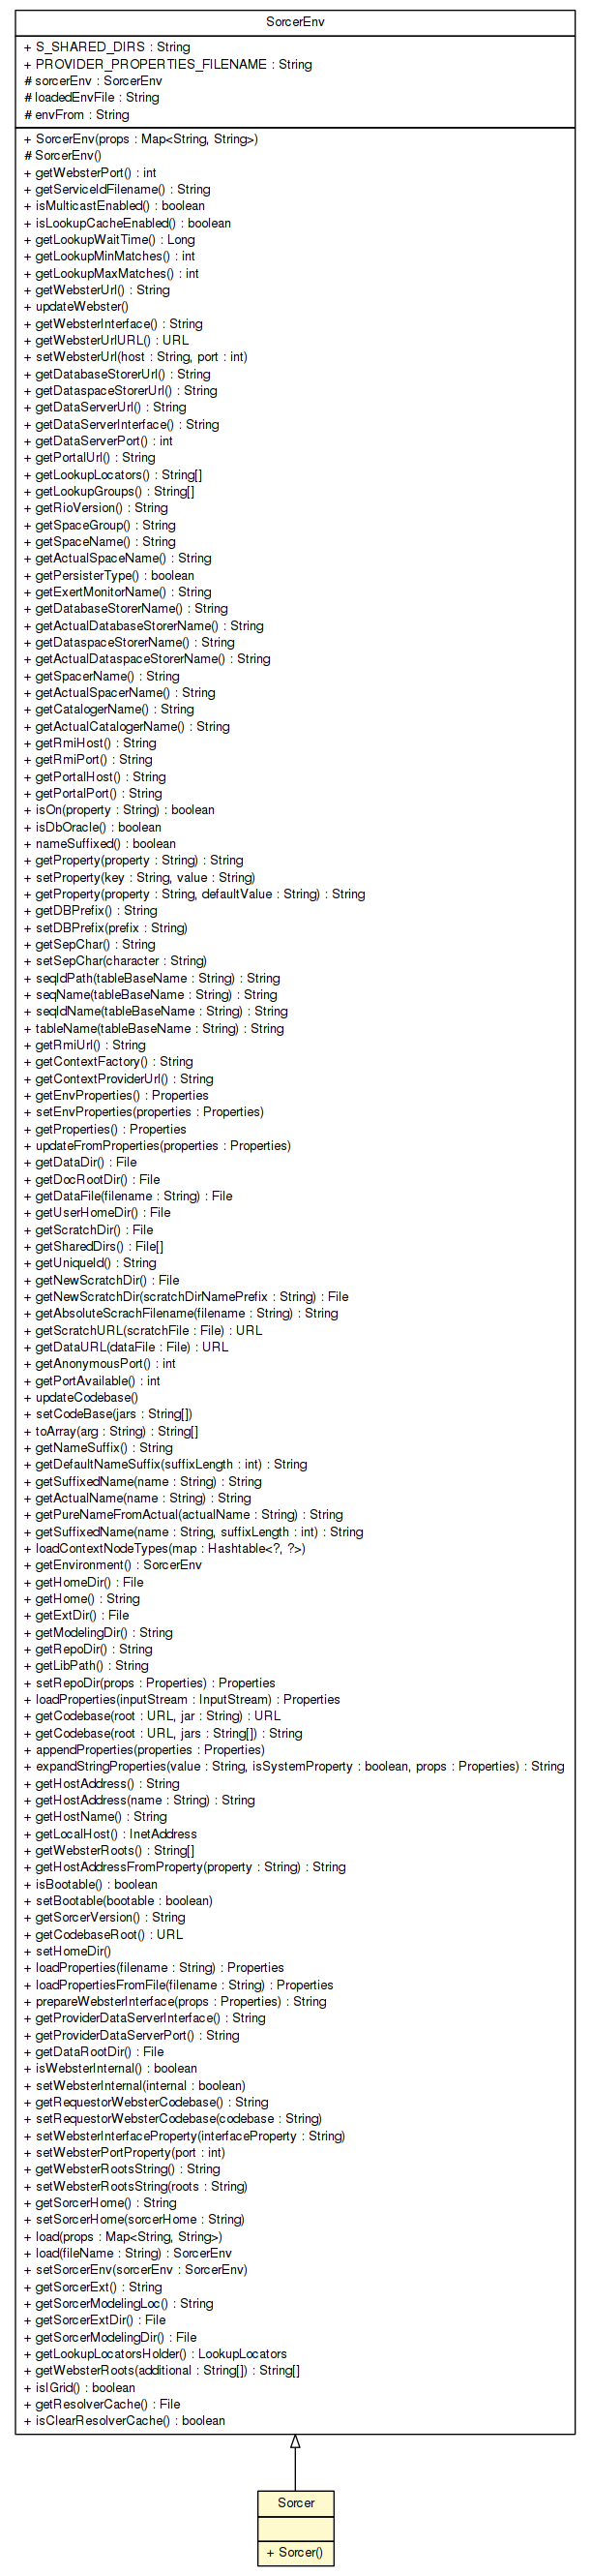 SorcerEnv
+ S_SHARED_DIRS : String
+ PROVIDER_PROPERTIES_FILENAME : String
# sorcerEnv : SorcerEnv
# loadedEnvFile : String
# envFrom : String
+ SorcerEnv(props : Map<String, String>)
# SorcerEnv()
+ getWebsterPort() : int
+ getServiceIdFilename() : String
+ isMulticastEnabled() : boolean
+ isLookupCacheEnabled() : boolean
+ getLookupWaitTime() : Long
+ getLookupMinMatches() : int
+ getLookupMaxMatches() : int
+ getWebsterUrl() : String
+ updateWebster()
+ getWebsterInterface() : String
+ getWebsterUrlURL() : URL
+ setWebsterUrl(host : String, port : int)
+ getDatabaseStorerUrl() : String
+ getDataspaceStorerUrl() : String
+ getDataServerUrl() : String
+ getDataServerInterface() : String
+ getDataServerPort() : int
+ getPortalUrl() : String
+ getLookupLocators() : String[]
+ getLookupGroups() : String[]
+ getRioVersion() : String
+ getSpaceGroup() : String
+ getSpaceName() : String
+ getActualSpaceName() : String
+ getPersisterType() : boolean
+ getExertMonitorName() : String
+ getDatabaseStorerName() : String
+ getActualDatabaseStorerName() : String
+ getDataspaceStorerName() : String
+ getActualDataspaceStorerName() : String
+ getSpacerName() : String
+ getActualSpacerName() : String
+ getCatalogerName() : String
+ getActualCatalogerName() : String
+ getRmiHost() : String
+ getRmiPort() : String
+ getPortalHost() : String
+ getPortalPort() : String
+ isOn(property : String) : boolean
+ isDbOracle() : boolean
+ nameSuffixed() : boolean
+ getProperty(property : String) : String
+ setProperty(key : String, value : String)
+ getProperty(property : String, defaultValue : String) : String
+ getDBPrefix() : String
+ setDBPrefix(prefix : String)
+ getSepChar() : String
+ setSepChar(character : String)
+ seqIdPath(tableBaseName : String) : String
+ seqName(tableBaseName : String) : String
+ seqIdName(tableBaseName : String) : String
+ tableName(tableBaseName : String) : String
+ getRmiUrl() : String
+ getContextFactory() : String
+ getContextProviderUrl() : String
+ getEnvProperties() : Properties
+ setEnvProperties(properties : Properties)
+ getProperties() : Properties
+ updateFromProperties(properties : Properties)
+ getDataDir() : File
+ getDocRootDir() : File
+ getDataFile(filename : String) : File
+ getUserHomeDir() : File
+ getScratchDir() : File
+ getSharedDirs() : File[]
+ getUniqueId() : String
+ getNewScratchDir() : File
+ getNewScratchDir(scratchDirNamePrefix : String) : File
+ getAbsoluteScrachFilename(filename : String) : String
+ getScratchURL(scratchFile : File) : URL
+ getDataURL(dataFile : File) : URL
+ getAnonymousPort() : int
+ getPortAvailable() : int
+ updateCodebase()
+ setCodeBase(jars : String[])
+ toArray(arg : String) : String[]
+ getNameSuffix() : String
+ getDefaultNameSuffix(suffixLength : int) : String
+ getSuffixedName(name : String) : String
+ getActualName(name : String) : String
+ getPureNameFromActual(actualName : String) : String
+ getSuffixedName(name : String, suffixLength : int) : String
+ loadContextNodeTypes(map : Hashtable<?, ?>)
+ getEnvironment() : SorcerEnv
+ getHomeDir() : File
+ getHome() : String
+ getExtDir() : File
+ getModelingDir() : String
+ getRepoDir() : String
+ getLibPath() : String
+ setRepoDir(props : Properties) : Properties
+ loadProperties(inputStream : InputStream) : Properties
+ getCodebase(root : URL, jar : String) : URL
+ getCodebase(root : URL, jars : String[]) : String
+ appendProperties(properties : Properties)
+ expandStringProperties(value : String, isSystemProperty : boolean, props : Properties) : String
+ getHostAddress() : String
+ getHostAddress(name : String) : String
+ getHostName() : String
+ getLocalHost() : InetAddress
+ getWebsterRoots() : String[]
+ getHostAddressFromProperty(property : String) : String
+ isBootable() : boolean
+ setBootable(bootable : boolean)
+ getSorcerVersion() : String
+ getCodebaseRoot() : URL
+ setHomeDir()
+ loadProperties(filename : String) : Properties
+ loadPropertiesFromFile(filename : String) : Properties
+ prepareWebsterInterface(props : Properties) : String
+ getProviderDataServerInterface() : String
+ getProviderDataServerPort() : String
+ getDataRootDir() : File
+ isWebsterInternal() : boolean
+ setWebsterInternal(internal : boolean)
+ getRequestorWebsterCodebase() : String
+ setRequestorWebsterCodebase(codebase : String)
+ setWebsterInterfaceProperty(interfaceProperty : String)
+ setWebsterPortProperty(port : int)
+ getWebsterRootsString() : String
+ setWebsterRootsString(roots : String)
+ getSorcerHome() : String
+ setSorcerHome(sorcerHome : String)
+ load(props : Map<String, String>)
+ load(fileName : String) : SorcerEnv
+ setSorcerEnv(sorcerEnv : SorcerEnv)
+ getSorcerExt() : String
+ getSorcerModelingLoc() : String
+ getSorcerExtDir() : File
+ getSorcerModelingDir() : File
+ getLookupLocatorsHolder() : LookupLocators
+ getWebsterRoots(additional : String[]) : String[]
+ isIGrid() : boolean
+ getResolverCache() : File
+ isClearResolverCache() : boolean
Sorcer
+ Sorcer()